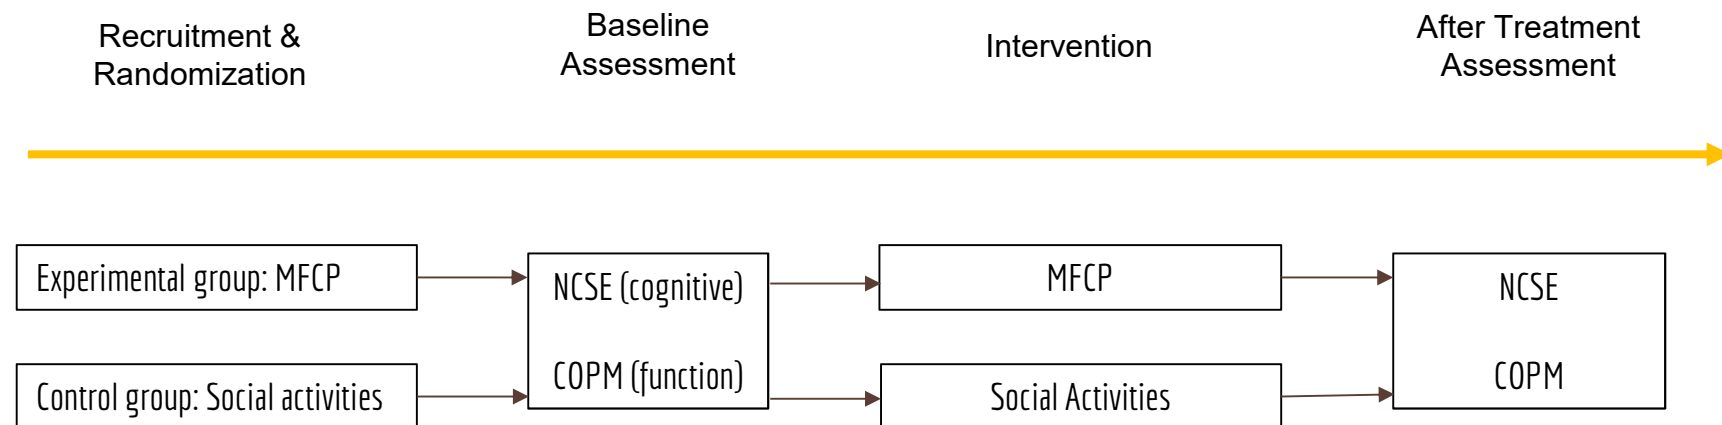 Recruitment &
Randomization
Baseline
Assessment
Intervention
After Treatment
Assessment
Experimental group: MFCP
NCSE (cognitive)
COPM (function)
MFCP
NCSE
COPM
Control group: Social activities
Social Activities